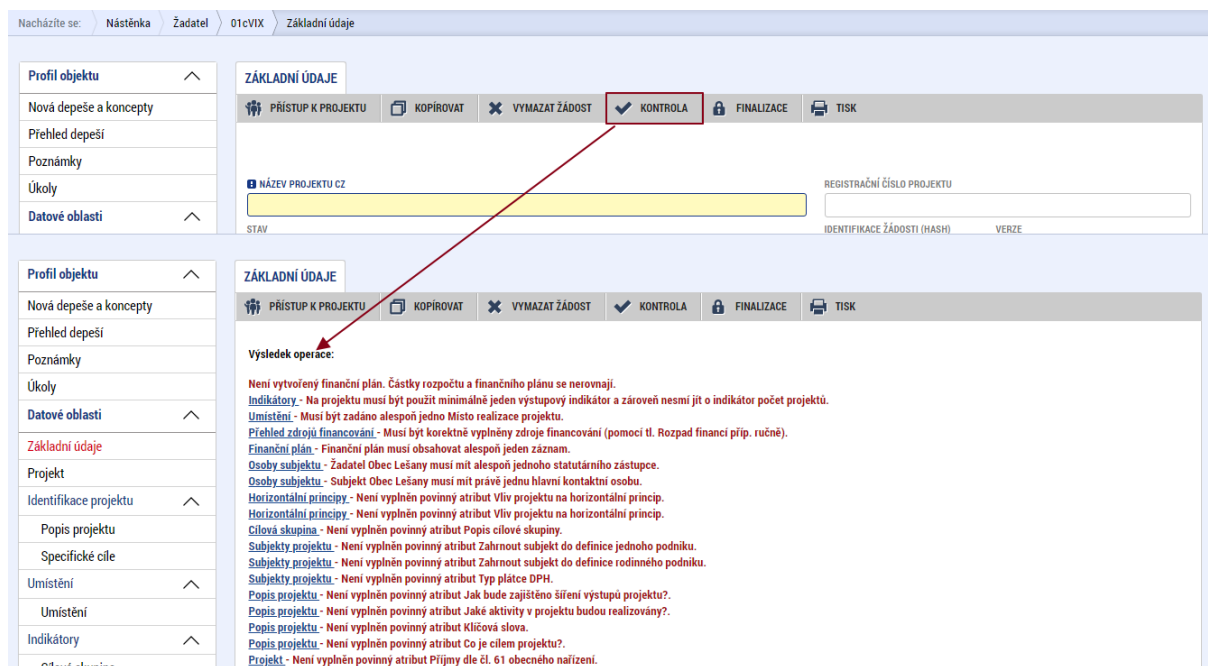 Nacházíte se: Nástěnka Žadatel 01cVIX Základní údaje
Profil objektu
Nová depeše a koncepty
Přehled depeší
Poznámky
Úkoly
Datové oblasti
ZÁKLADNÍ ÚDAJE
PŘÍSTUP K PROJEKTU KOPÍROVAT VYMAZAT ŽÁDOST KONTROLA FINALIZACE TISK
NÁZEV PROJEKTU CZ REGISTRAČNÍ ČÍSLO PROJEKTU
STAV IDENTIFIKACE ŽÁDOSTI (HASH) VERZE
Profil objektu
Nová depeše a koncepty
Přehled depeší
Poznámky
Úkoly
Datové oblasti
Základní údaje
Projekt
Identifikace projektu
Popis projektu
Specifické cíle
Umístění
Umístění
Indikátory
Cílová skupina
ZÁKLADNÍ ÚDAJE
PŘÍSTUP K PROJEKTU KOPÍROVAT VYMAZAT ŽÁDOST KONTROLA FINALIZACE TISK
Výsledek operace:
Není vytvořený finanční plán. Částky rozpočtu a finančního plánu se nerovnají.
Indikátory - Na projektu musí být použit minimálně jeden výstupový indikátor a zároveň nesmí jít o indikátor počet projektů.
Umístění - Musí být zadáno alespoň jedno Místo realizace projektu.
Přehled zdrojů financování - Musí být korektně vyplněny zdroje financování (pomocí tl. Rozpad financí příp. ručně).
Finanční plán - Finanční plán musí obsahovat alespoň jeden záznam.
Osoby subjektu - Žadatel Obec Lešany musí mít alespoň jednoho statutárního zástupce.
Osoby subjektu - Subjekt Obec Lešany musí mít právě jednu hlavní kontaktní osobu.
Horizontální principy - Není vyplněn povinný atribut Vliv projektu na horizontální princip.
Horizontální principy - Není vyplněn povinný atribut Vliv projektu na horizontální princip.
Cílová skupina - Není vyplněn povinný atribut Popis cílové skupiny.
Subjekty projektu - Není vyplněn povinný atribut Zahrnout subjekt do definice jednoho podniku.
Subjekty projektu - Není vyplněn povinný atribut Zahrnout subjekt do definice rodinného podniku.
Subjekty projektu - Není vyplněn povinný atribut Typ plátce DPH.
Popis projektu - Není vyplněn povinný atribut Jak bude zajištěno šíření výstupů projektu?.
Popis projektu - Není vyplněn povinný atribut Jaké aktivity v projektu budou realizovány?.
Popis projektu - Není vyplněn povinný atribut Klíčová slova.
Popis projektu - Není vyplněn povinný atribut Co je cílem projektu?.
Projekt - Není vyplněn povinný atribut Příjmy dle čl. 61 obecného nařízení.